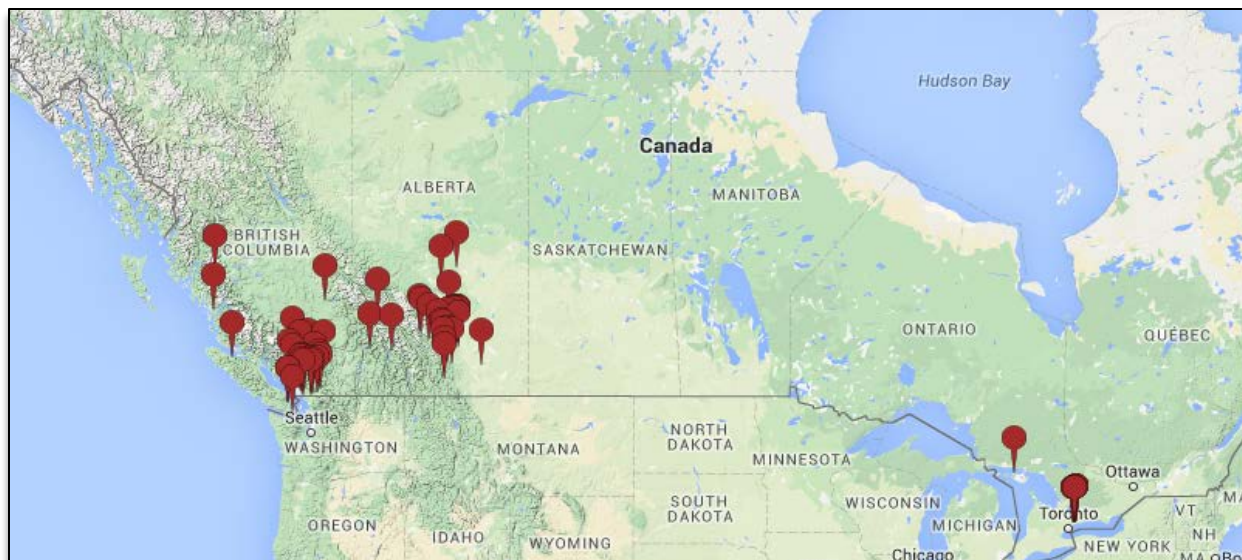 Hudson Bay
Canada
ALBERTA
MANITOBA
BRITISH
COLUMBIA
SASKATCHEWAN
ONTARIO
QUÉBEC
Seattle
WASHINGTON
MONTANA
NORTH
DAKOTA
MINNESOTA
Ottawa
OREGON
IDAHO
WYOMING
SOUTH
DAKOTA
WISCONSIN
MICHIGAN
Toronto
NEW YORK
VT
NH
MA
Chicago